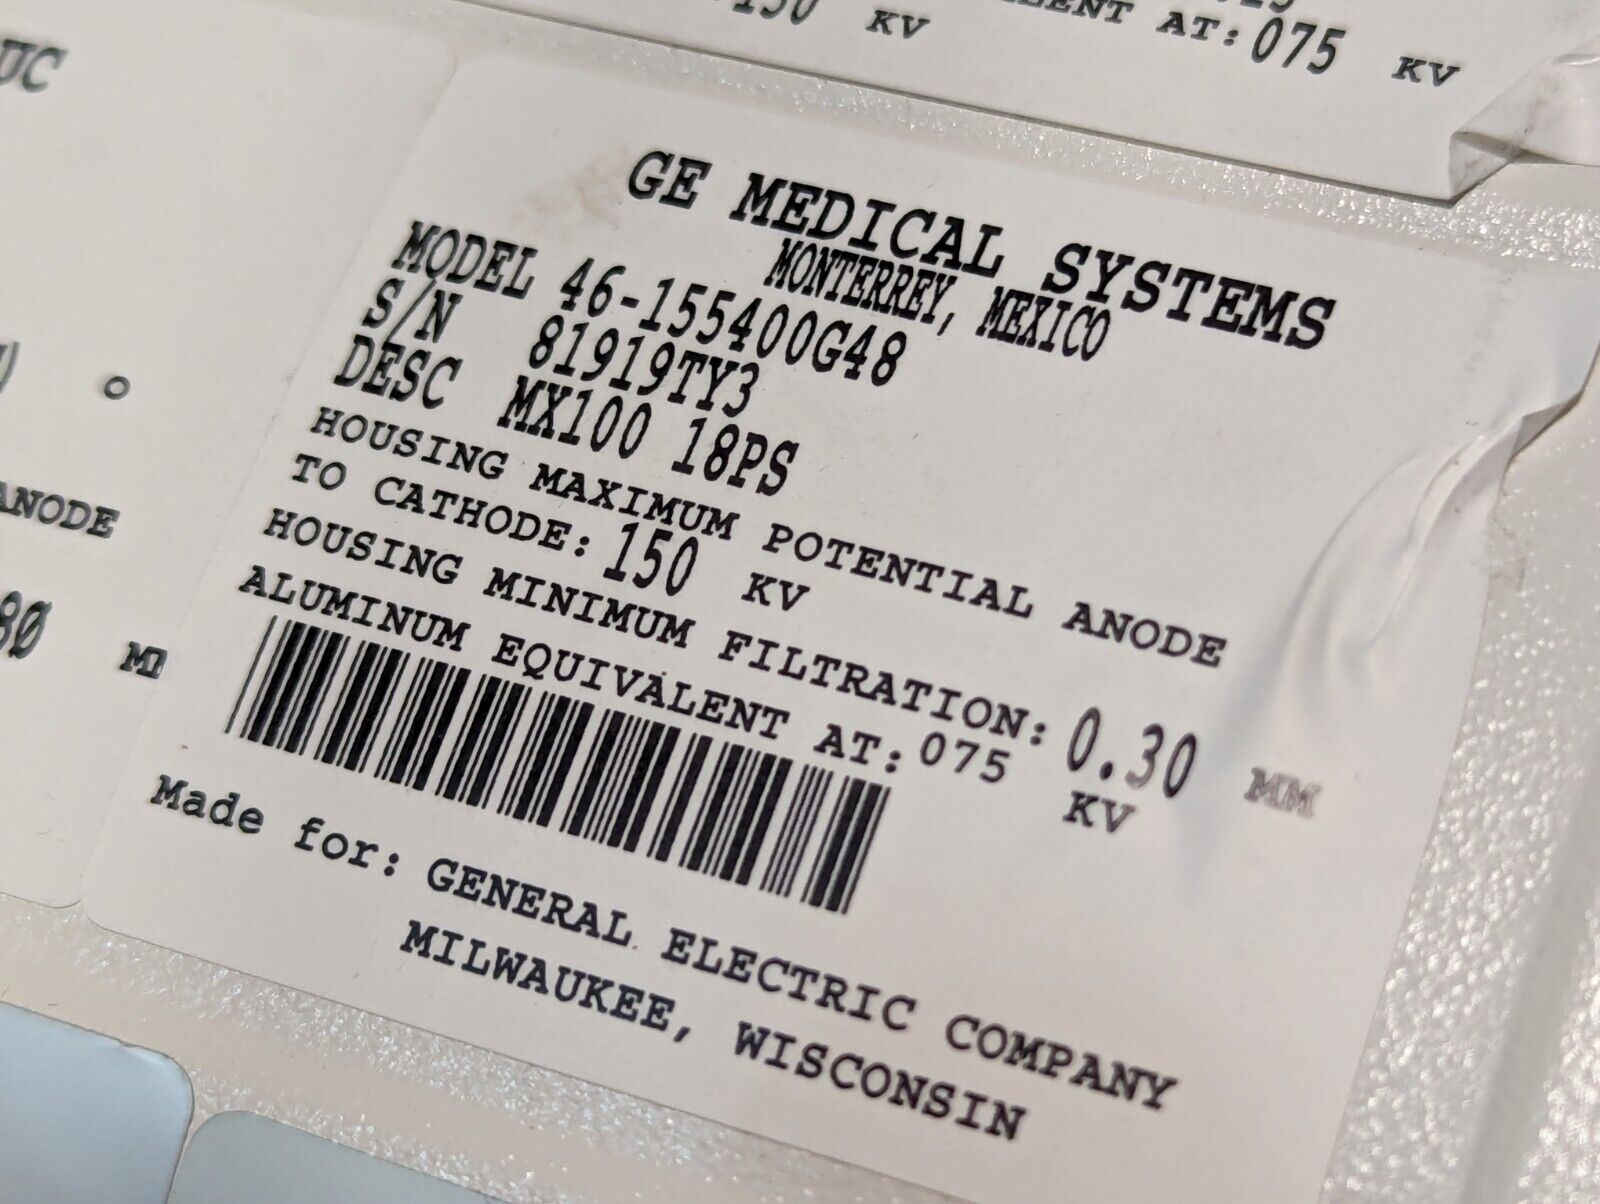 KV
AT: 075 KV
UC
ANODE
80 M
GE MEDICAL SYSTEMS
MONTERREY, MEXICO
MODEL 46-155400G48
S/N 81919TY3
DESC MX100 18PS
HOUSING MAXIMUM POTENTIAL ANODE
TO CATHODE: 150 KV
HOUSING MINIMUM FILTRATION: 0.30 MM
ALUMINUM EQUIVALENT AT: 075 KV
Made for: GENERAL ELECTRIC COMPANY
MILWAUKEE, WISCONSIN